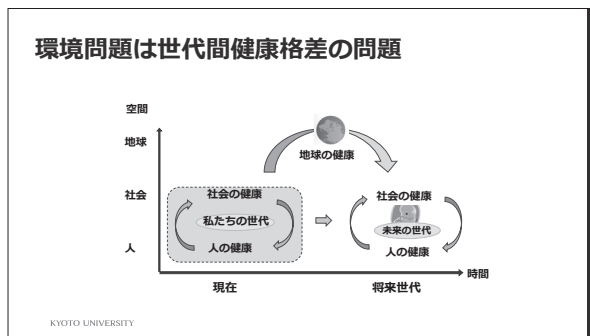 環境問題は世代間健康格差の問題
空間
地球
地球の健康
社会
社会の健康
社会の健康
私たちの世代
未来の世代
人
人の健康
人の健康
時間
現在
将来世代
KYOTO UNIVERSITY